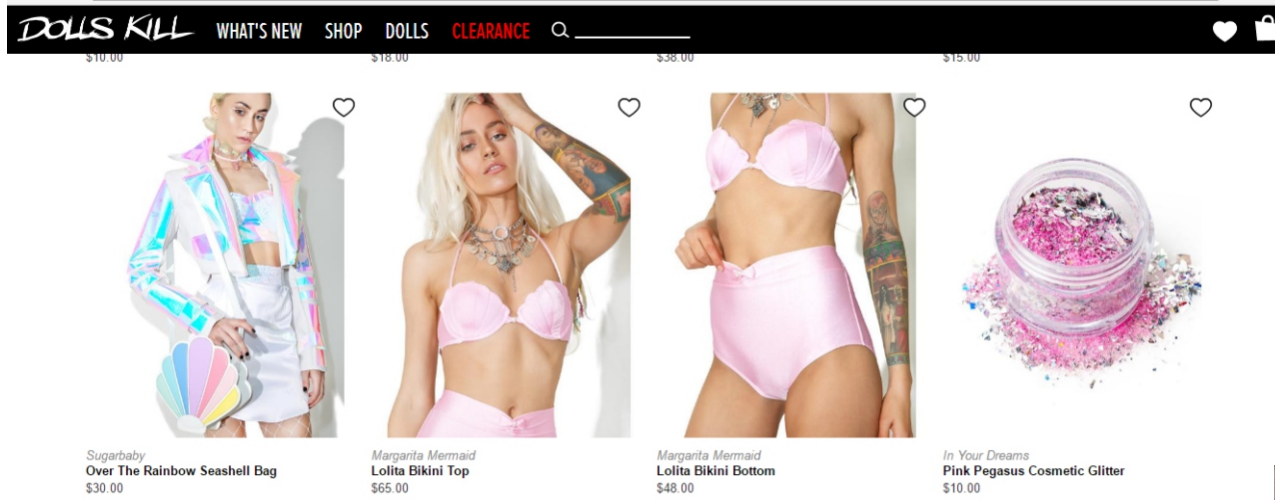 DOLLS KILL WHAT'S NEW SHOP DOLLS CLEARANCE
$10.00 $18.00 $38.00 $15.00
Sugarbaby Margarita Mermaid Margarita Mermaid In Your Dreams
Over The Rainbow Seashell Bag Lolita Bikini Top Lolita Bikini Bottom Pink Pegasus Cosmetic Glitter
$30.00 $65.00 $48.00 $10.00